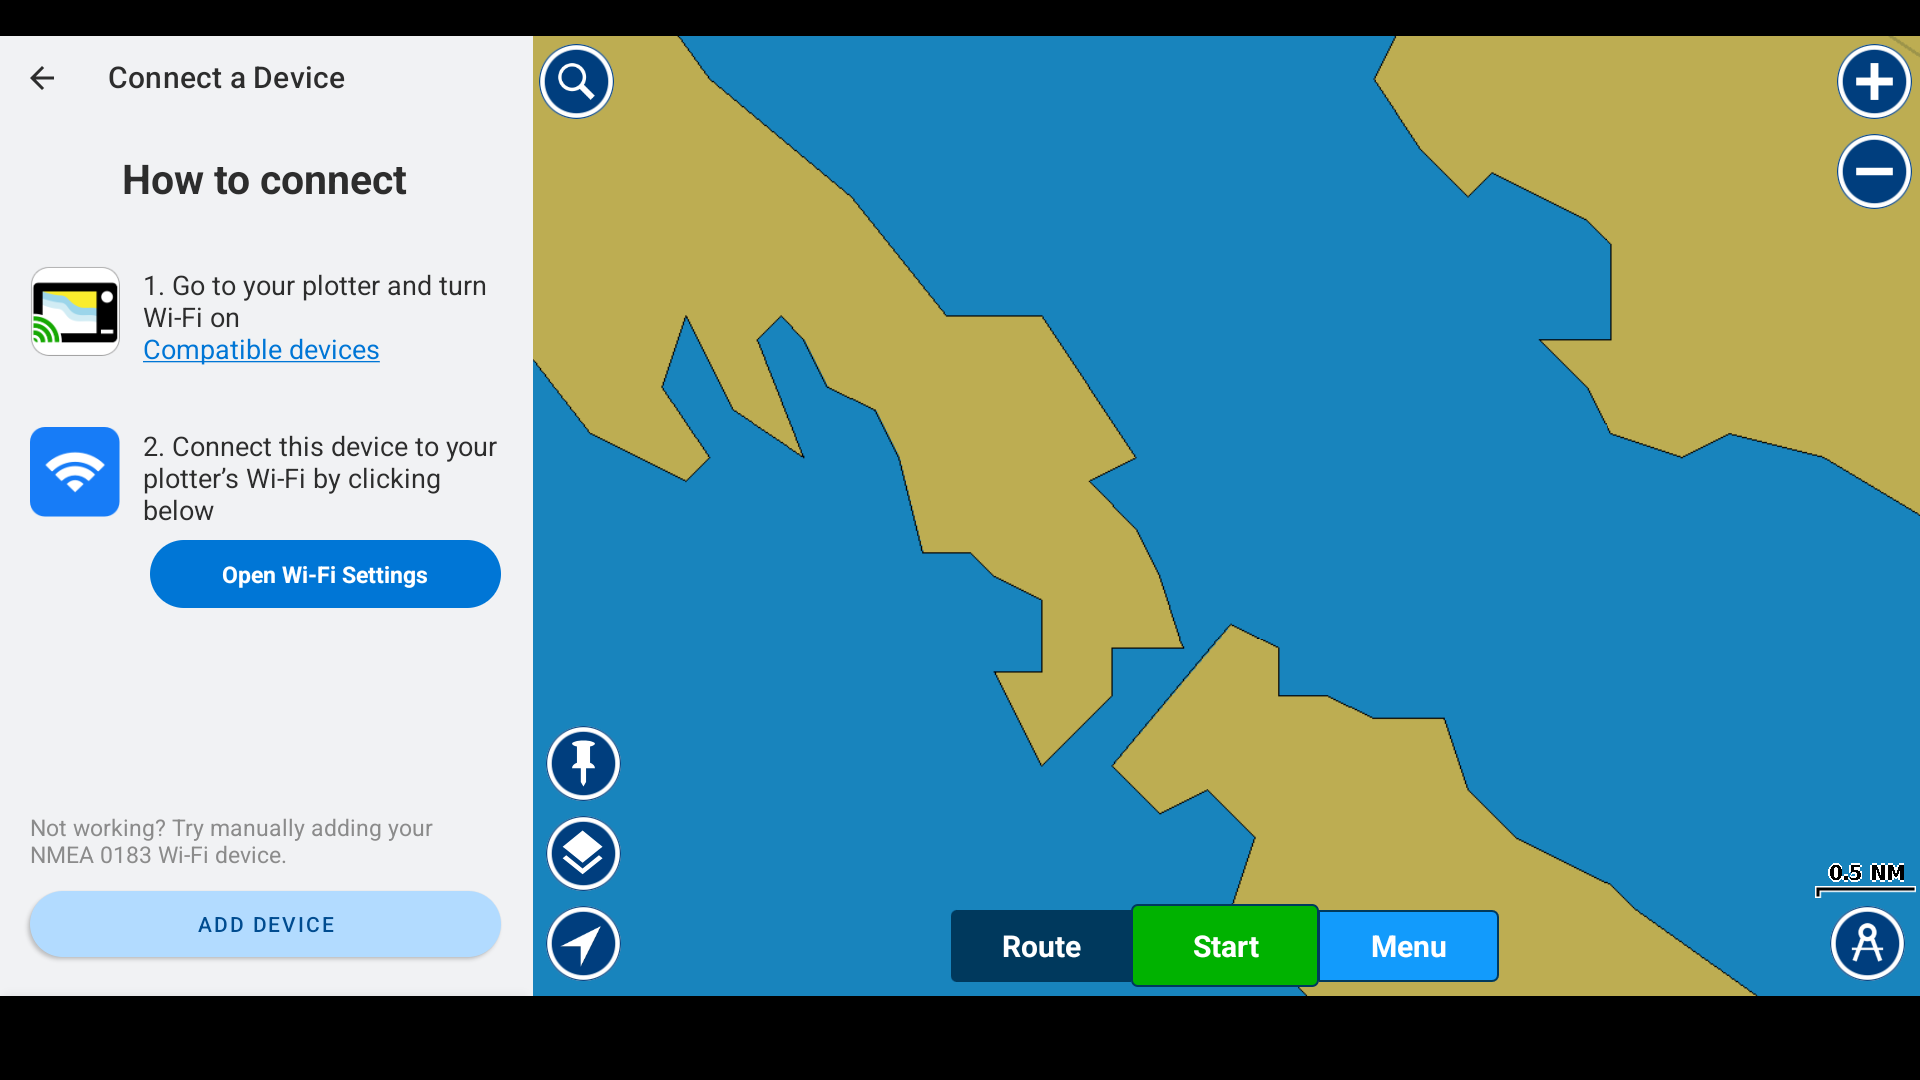 Connect a Device
How to connect
1. Go to your plotter and turn
Wi-Fi on
Compatible devices
2. Connect this device to your
plotter’s Wi-Fi by clicking
below
Open Wi-Fi Settings
Not working? Try manually adding your
NMEA 0183 Wi-Fi device.
ADD DEVICE
0.5 NM
Route
Start
Menu